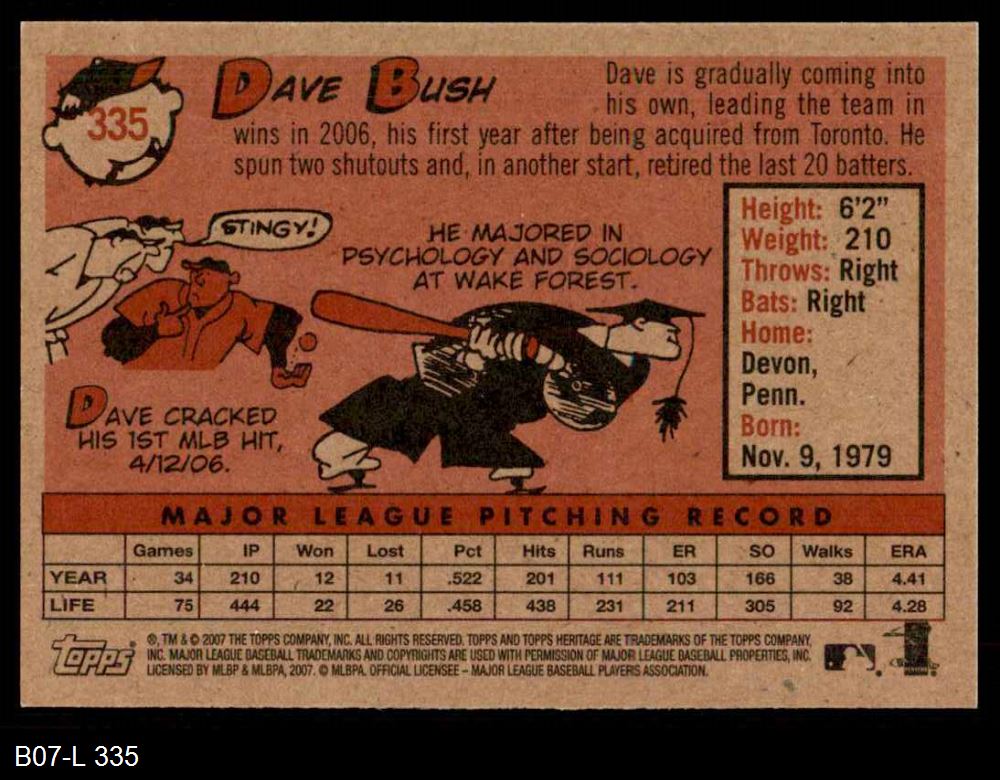 335
DAVE BUSH
Dave is gradually coming into
his own, leading the team in
wins in 2006, his first year after being acquired from Toronto. He
spun two shutouts and, in another start, retired the last 20 batters.
STINGY!
HE MAJORED IN
PSYCHOLOGY AND SOCIOLOGY
AT WAKE FOREST.
DAVE CRACKED
HIS 1ST MLB HIT,
4/12/06.
Height: 6'2"
Weight: 210
Throws: Right
Bats: Right
Home:
Devon,
Penn.
Born:
Nov. 9, 1979
MAJOR LEAGUE PITCHING RECORD
Games IP Won Lost Pct Hits Runs ER SO Walks ERA
YEAR 34 210 12 11 .522 201 111 103 166 38 4.41
LIFE 75 444 22 26 .458 438 231 211 305 92 4.28
Topps
®, TM & © 2007 THE TOPPS COMPANY, INC. ALL RIGHTS RESERVED. TOPPS AND TOPPS HERITAGE ARE TRADEMARKS OF THE TOPPS COMPANY,
INC. MAJOR LEAGUE BASEBALL TRADEMARKS AND COPYRIGHTS ARE USED WITH PERMISSION OF MAJOR LEAGUE BASEBALL PROPERTIES, INC.
LICENSED BY MLBP & MLBPA, 2007. © MLBPA. OFFICIAL LICENSEE – MAJOR LEAGUE BASEBALL PLAYERS ASSOCIATION.
B07-L 335